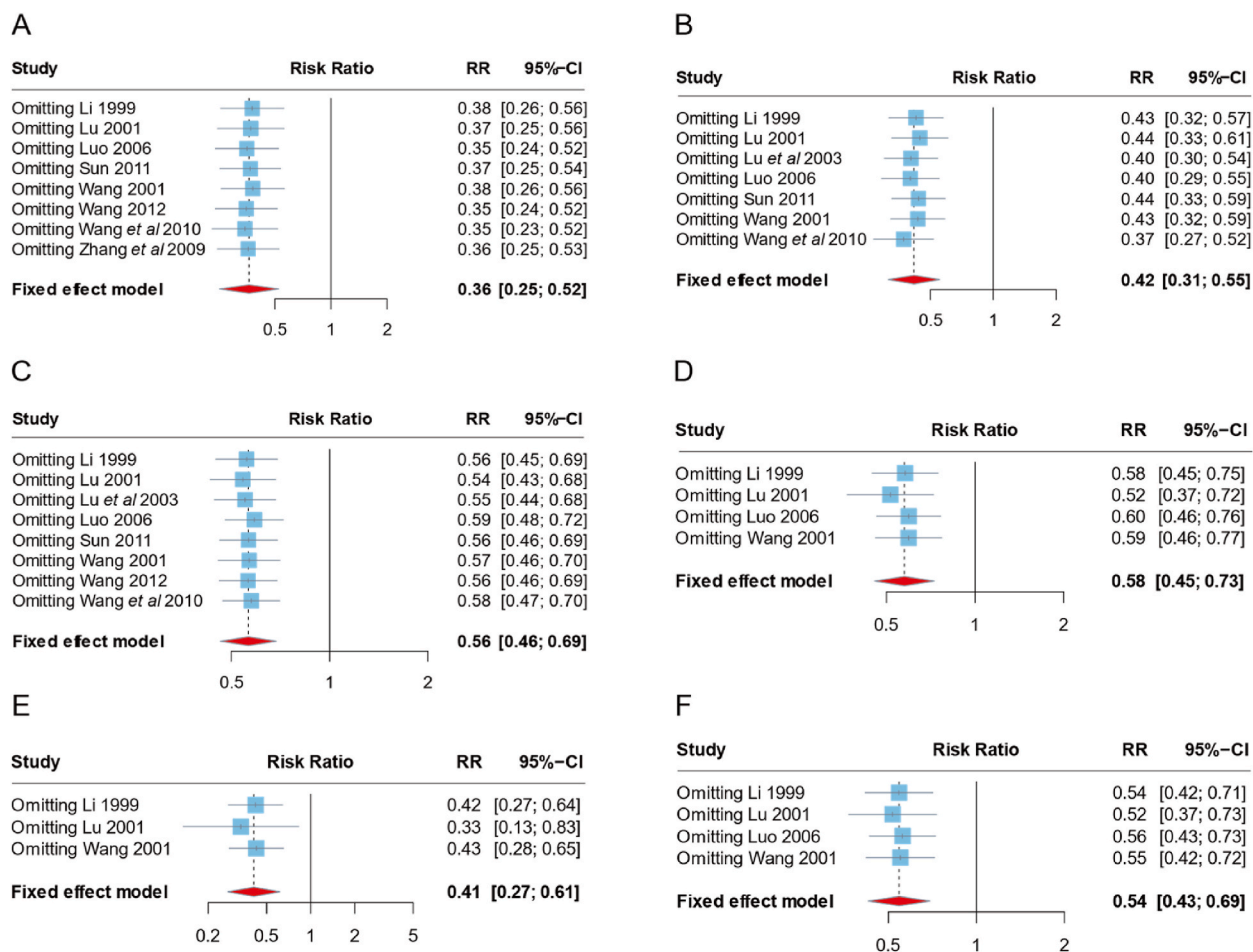 A
Study Risk Ratio RR 95%−CI
Omitting Li 1999 0.38 [0.26; 0.56]
Omitting Lu 2001 0.37 [0.25; 0.56]
Omitting Luo 2006 0.35 [0.24; 0.52]
Omitting Sun 2011 0.37 [0.25; 0.54]
Omitting Wang 2001 0.38 [0.26; 0.56]
Omitting Wang 2012 0.35 [0.24; 0.52]
Omitting Wang et al 2010 0.35 [0.23; 0.52]
Omitting Zhang et al 2009 0.36 [0.25; 0.53]
Fixed effect model 0.36 [0.25; 0.52]
0.5 1 2
B
Study Risk Ratio RR 95%−CI
Omitting Li 1999 0.43 [0.32; 0.57]
Omitting Lu 2001 0.44 [0.33; 0.61]
Omitting Lu et al 2003 0.40 [0.30; 0.54]
Omitting Luo 2006 0.40 [0.29; 0.55]
Omitting Sun 2011 0.44 [0.33; 0.59]
Omitting Wang 2001 0.43 [0.32; 0.59]
Omitting Wang et al 2010 0.37 [0.27; 0.52]
Fixed effect model 0.42 [0.31; 0.55]
0.5 1 2
C
Study Risk Ratio RR 95%−CI
Omitting Li 1999 0.56 [0.45; 0.69]
Omitting Lu 2001 0.54 [0.43; 0.68]
Omitting Lu et al 2003 0.55 [0.44; 0.68]
Omitting Luo 2006 0.59 [0.48; 0.72]
Omitting Sun 2011 0.56 [0.46; 0.69]
Omitting Wang 2001 0.57 [0.46; 0.70]
Omitting Wang 2012 0.56 [0.46; 0.69]
Omitting Wang et al 2010 0.58 [0.47; 0.70]
Fixed effect model 0.56 [0.46; 0.69]
0.5 1 2
D
Study Risk Ratio RR 95%−CI
Omitting Li 1999 0.58 [0.45; 0.75]
Omitting Lu 2001 0.52 [0.37; 0.72]
Omitting Luo 2006 0.60 [0.46; 0.76]
Omitting Wang 2001 0.59 [0.46; 0.77]
Fixed effect model 0.58 [0.45; 0.73]
0.5 1 2
E
Study Risk Ratio RR 95%−CI
Omitting Li 1999 0.42 [0.27; 0.64]
Omitting Lu 2001 0.33 [0.13; 0.83]
Omitting Wang 2001 0.43 [0.28; 0.65]
Fixed effect model 0.41 [0.27; 0.61]
0.2 0.5 1 5
F
Study Risk Ratio RR 95%−CI
Omitting Li 1999 0.54 [0.42; 0.71]
Omitting Lu 2001 0.52 [0.37; 0.73]
Omitting Luo 2006 0.56 [0.43; 0.73]
Omitting Wang 2001 0.55 [0.42; 0.72]
Fixed effect model 0.54 [0.43; 0.69]
0.5 1 2